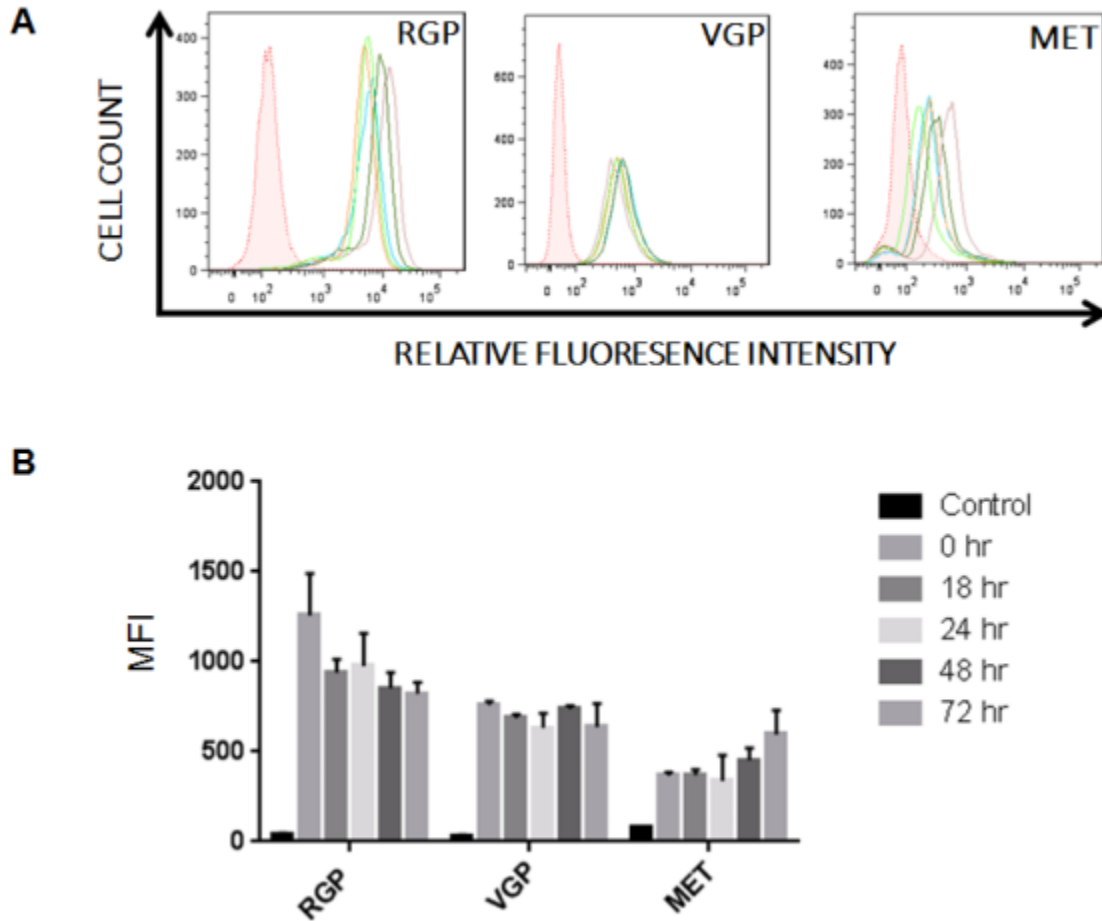 A
RGP
VGP
MET
CELL COUNT
400
300
200
100
0
600
400
200
0
400
300
200
100
0
0 10² 10³ 10⁴ 10⁵
0 10² 10³ 10⁴ 10⁵
0 10² 10³ 10⁴ 10⁵
RELATIVE FLUORESENCE INTENSITY
B
MFI
2000
1500
1000
500
0
RGP
VGP
MET
Control
0 hr
18 hr
24 hr
48 hr
72 hr